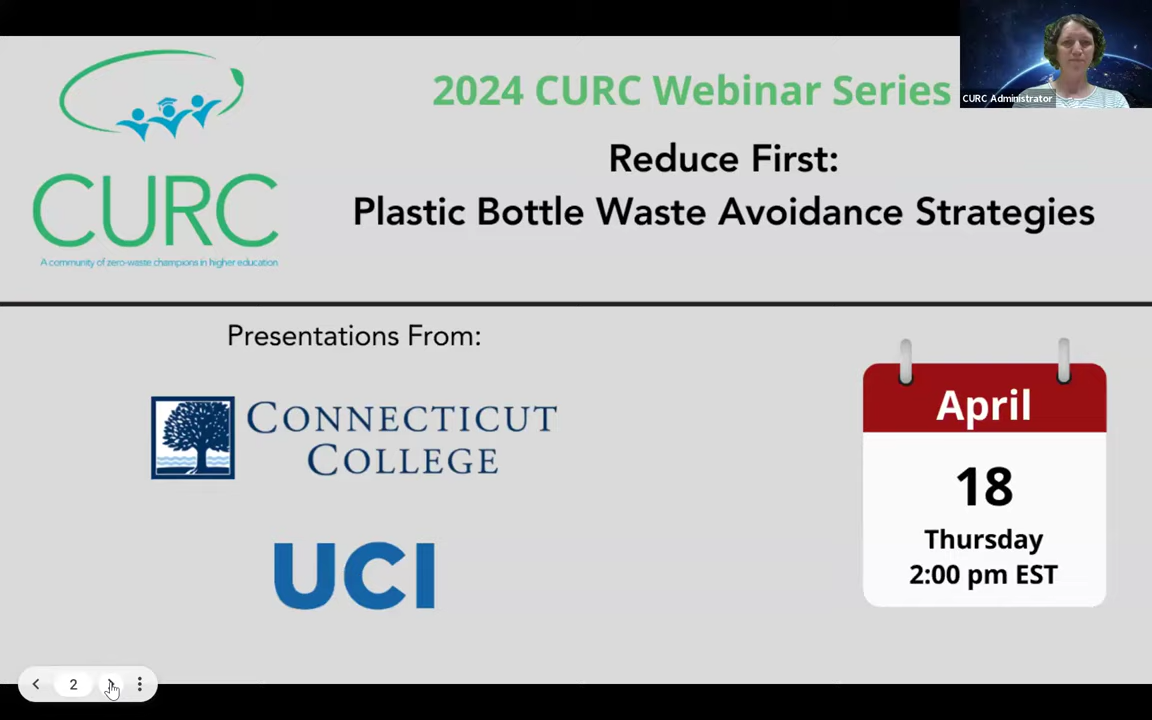 2024 CURC Webinar Series
CURC Administrator
Reduce First:
Plastic Bottle Waste Avoidance Strategies
CURC
A community of zero-waste champions in higher education
Presentations From:
CONNECTICUT
COLLEGE
UCI
April
18
Thursday
2:00 pm EST
2